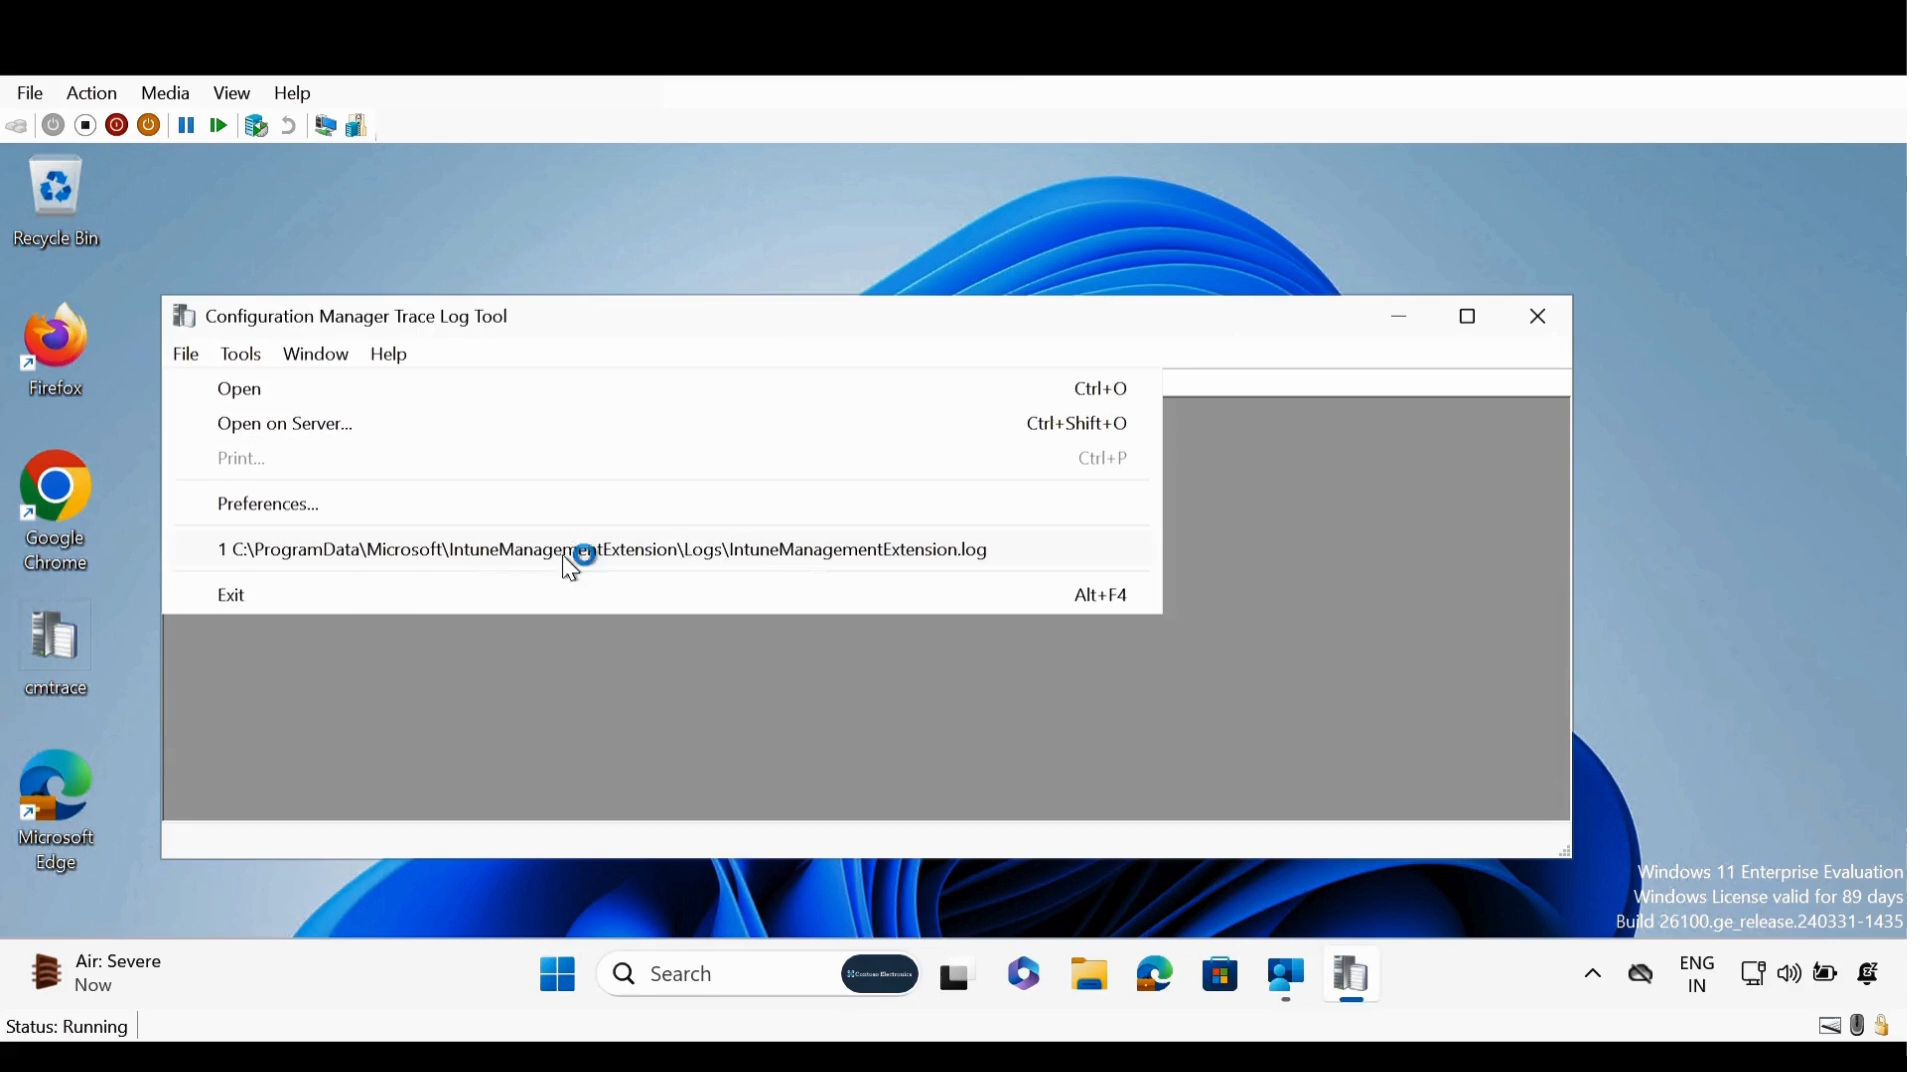 File Action Media View Help
Recycle Bin
Firefox
Google
Chrome
cmtrace
Microsoft
Edge
Configuration Manager Trace Log Tool
File Tools Window Help
Open Ctrl+O
Open on Server... Ctrl+Shift+O
Print... Ctrl+P
Preferences...
1 C:\ProgramData\Microsoft\IntuneManagementExtension\Logs\IntuneManagementExtension.log
Exit Alt+F4
Windows 11 Enterprise Evaluation
Windows License valid for 89 days
Build 26100.ge_release.240331-1435
Air: Severe
Now
Search
Contoso Electronics
ENG
IN
Status: Running